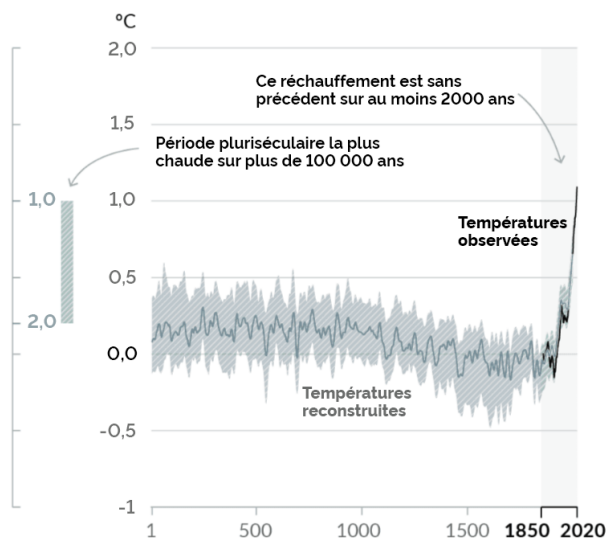 °C
2,0
Ce réchauffement est sans
précédent sur au moins 2000 ans
1,5
Période pluriséculaire la plus
chaude sur plus de 100 000 ans
1,0
1,0
Températures
observées
0,5
2,0
0,0
Températures
reconstruites
-0,5
-1
1
500
1000
1500
1850
2020